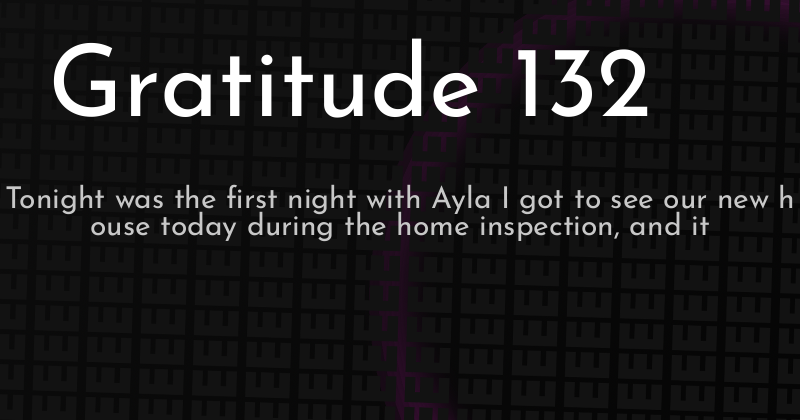 Gratitude 132
Tonight was the first night with Ayla I got to see our new h
ouse today during the home inspection, and it